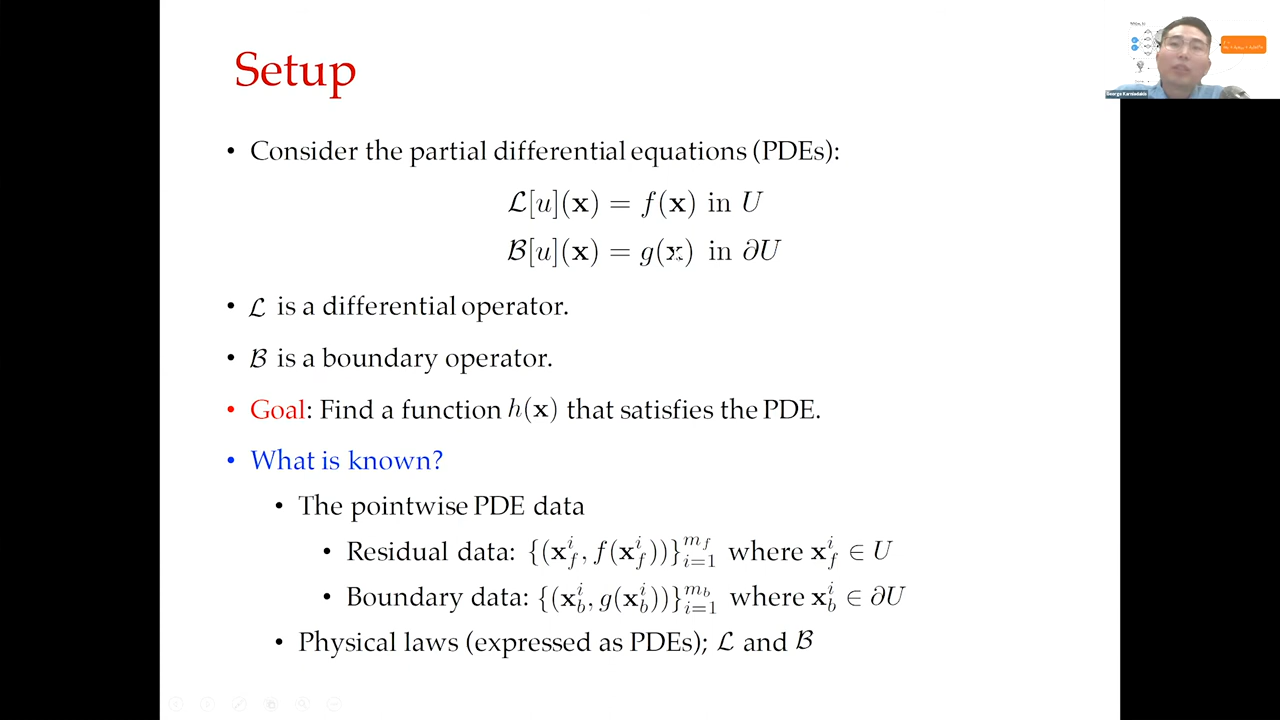 Setup
• Consider the partial differential equations (PDEs):
ℒ[u](𝐱) = f(𝐱) in U
ℬ[u](𝐱) = g(𝐱) in ∂U
• ℒ is a differential operator.
• ℬ is a boundary operator.
• Goal: Find a function h(𝐱) that satisfies the PDE.
• What is known?
• The pointwise PDE data
• Residual data: {(𝐱_f^i, f(𝐱_f^i))}_{i=1}^{m_f} where 𝐱_f^i ∈ U
• Boundary data: {(𝐱_b^i, g(𝐱_b^i))}_{i=1}^{m_b} where 𝐱_b^i ∈ ∂U
• Physical laws (expressed as PDEs); ℒ and ℬ
George Karniadakis